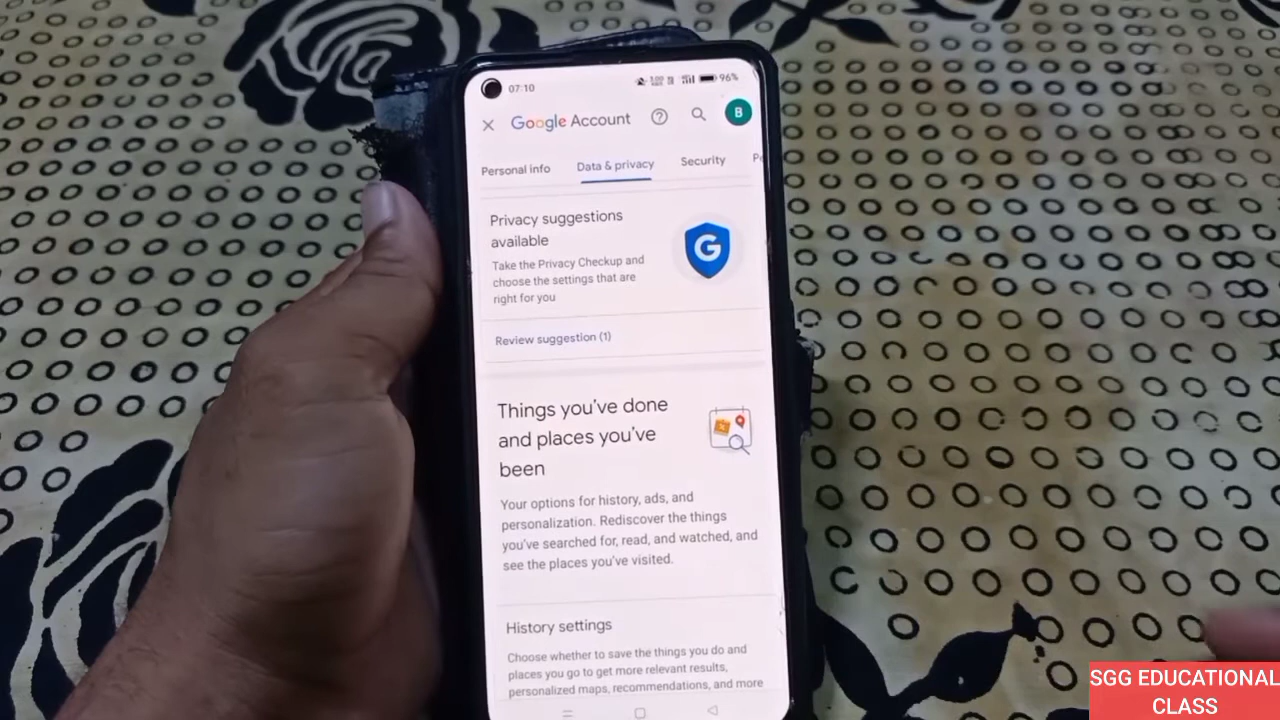 07:10
96%
Google Account
B
Personal info
Data & privacy
Security
Privacy suggestions
available
Take the Privacy Checkup and
choose the settings that are
right for you
G
Review suggestion (1)
Things you've done
and places you've
been
Your options for history, ads, and
personalization. Rediscover the things
you've searched for, read, and watched, and
see the places you've visited.
History settings
Choose whether to save the things you do and
places you go to get more relevant results,
personalized maps, recommendations, and more
SGG EDUCATIONAL
CLASS